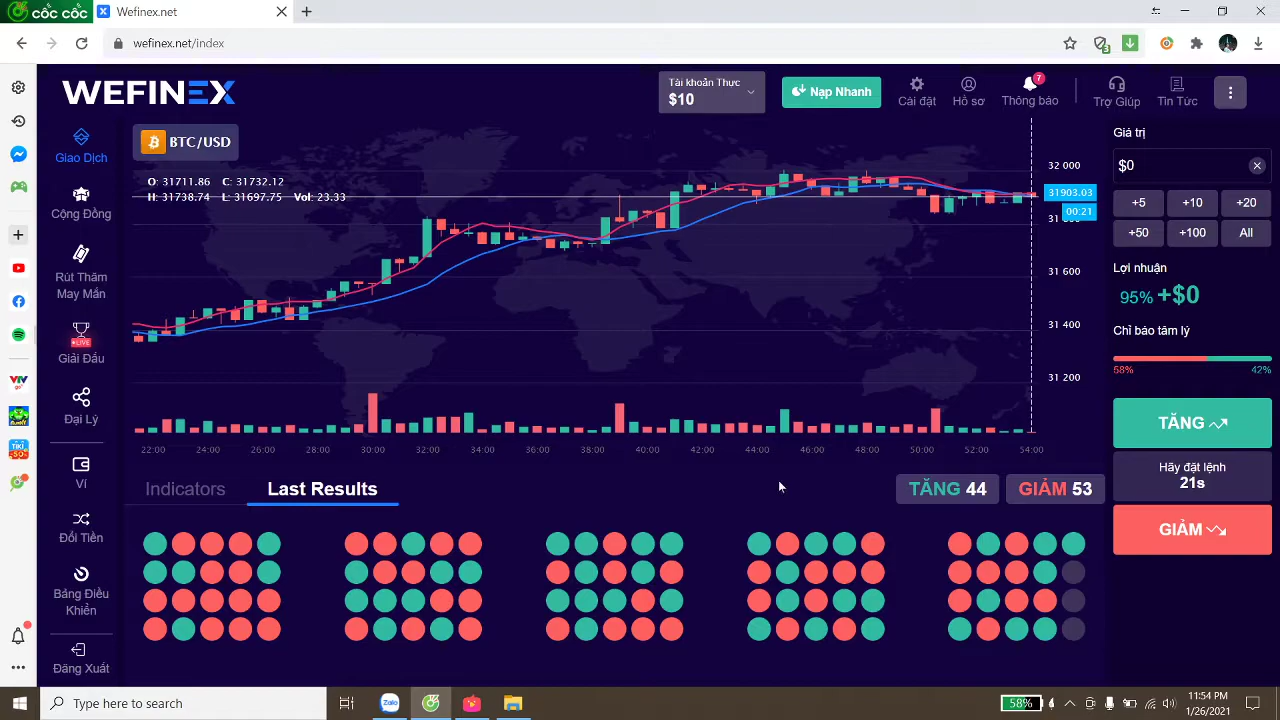 cốc cốc
Wefinex.net
wefinex.net/index
WEFINEX
Tài khoản Thực
$10
Nạp Nhanh
Cài đặt
Hồ sơ
7
Thông báo
Trợ Giúp
Tin Tức
Giao Dịch
Cộng Đồng
Rút Thăm
May Mắn
LIVE
Giải Đấu
Đại Lý
Ví
Đổi Tiền
Bảng Điều
Khiển
Đăng Xuất
BTC/USD
O: 31711.86 C: 31732.12
H: 31738.74 L: 31697.75 Vol: 23.33
32 000
31903.03
00:21
31 600
31 400
31 200
22:00 24:00 26:00 28:00 30:00 32:00 34:00 36:00 38:00 40:00 42:00 44:00 46:00 48:00 50:00 52:00 54:00
Giá trị
$0
+5 +10 +20
+50 +100 All
Lợi nhuận
95% +$0
Chỉ báo tâm lý
58% 42%
TĂNG
Hãy đặt lệnh
21s
GIẢM
Indicators Last Results
TĂNG 44 GIẢM 53
Type here to search
Zalo
58%
11:54 PM
1/26/2021